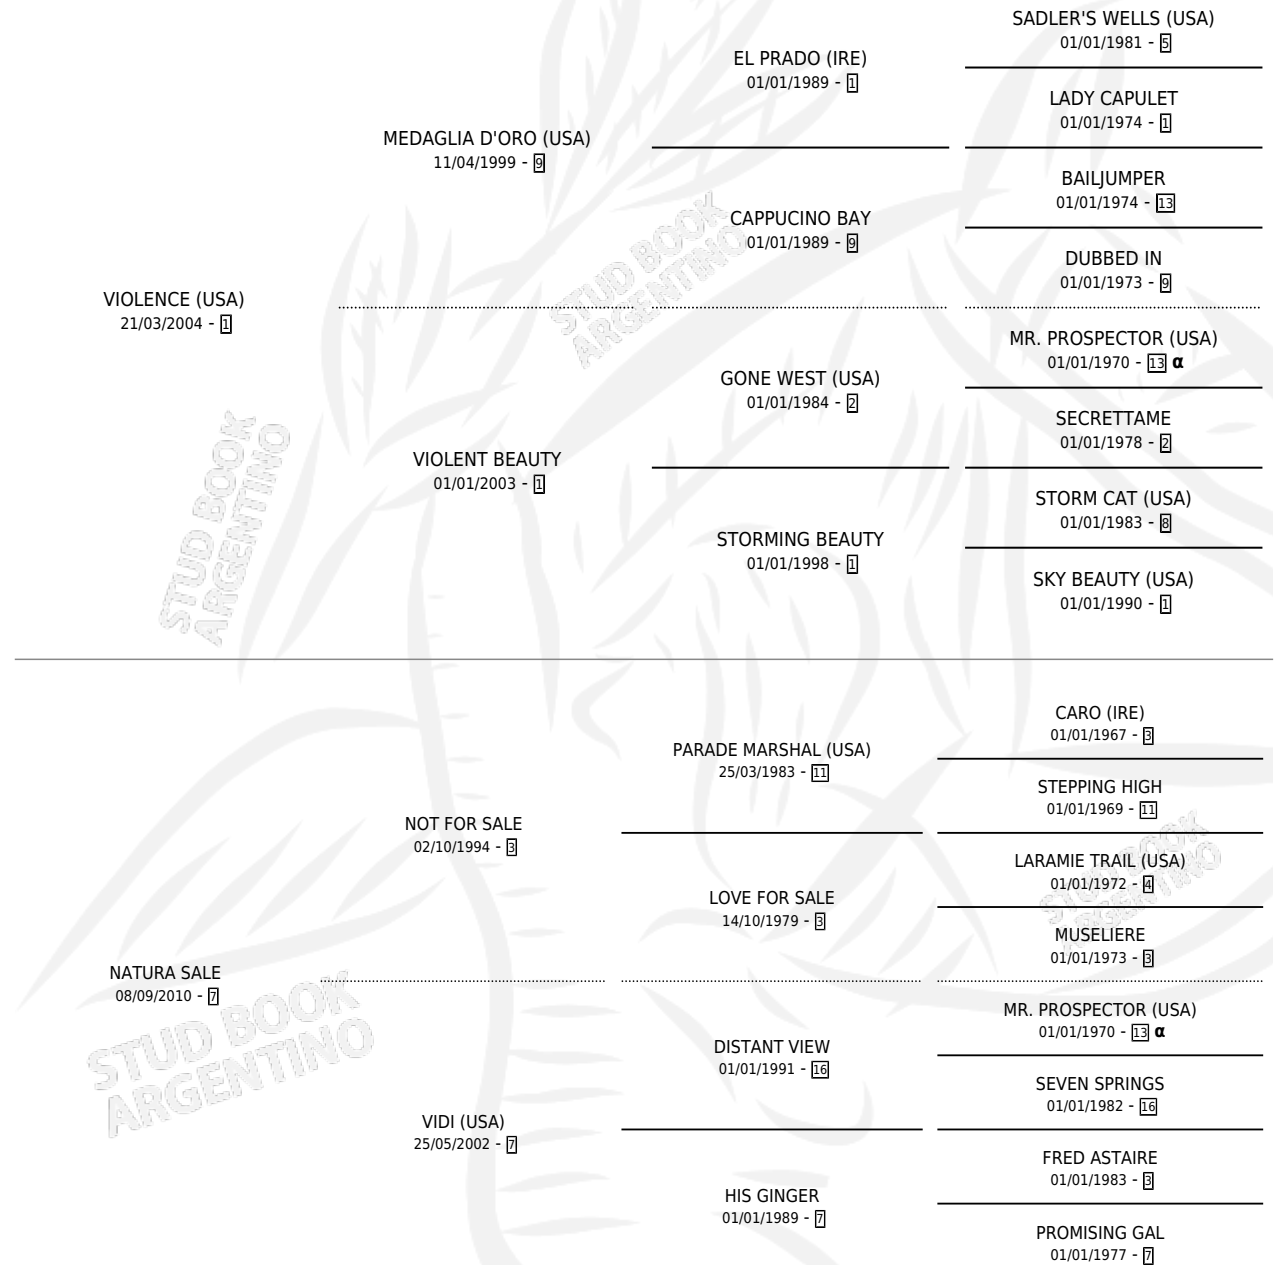 SADLER'S WELLS (USA)
01/01/1981 - 5
EL PRADO (IRE)
01/01/1989 - 1
LADY CAPULET
01/01/1974 - 1
MEDAGLIA D'ORO (USA)
11/04/1999 - 9
BAILJUMPER
01/01/1974 - 13
CAPPUCINO BAY
01/01/1989 - 9
DUBBED IN
01/01/1973 - 9
VIOLENCE (USA)
21/03/2004 - 1
MR. PROSPECTOR (USA)
01/01/1970 - 13 α
GONE WEST (USA)
01/01/1984 - 2
SECRETTAME
01/01/1978 - 2
VIOLENT BEAUTY
01/01/2003 - 1
STORM CAT (USA)
01/01/1983 - 8
STORMING BEAUTY
01/01/1998 - 1
SKY BEAUTY (USA)
01/01/1990 - 1
CARO (IRE)
01/01/1967 - 3
PARADE MARSHAL (USA)
25/03/1983 - 11
STEPPING HIGH
01/01/1969 - 11
NOT FOR SALE
02/10/1994 - 3
LARAMIE TRAIL (USA)
01/01/1972 - 4
LOVE FOR SALE
14/10/1979 - 3
MUSELIERE
01/01/1973 - 3
NATURA SALE
08/09/2010 - 7
MR. PROSPECTOR (USA)
01/01/1970 - 13 α
DISTANT VIEW
01/01/1991 - 16
SEVEN SPRINGS
01/01/1982 - 16
VIDI (USA)
25/05/2002 - 7
FRED ASTAIRE
01/01/1983 - 3
HIS GINGER
01/01/1989 - 7
PROMISING GAL
01/01/1977 - 7
STUD BOOK
ARGENTINO
STUD BOOK
ARGENTINO
STUD BOOK
ARGENTINO
STUD BOOK
ARGENTINO